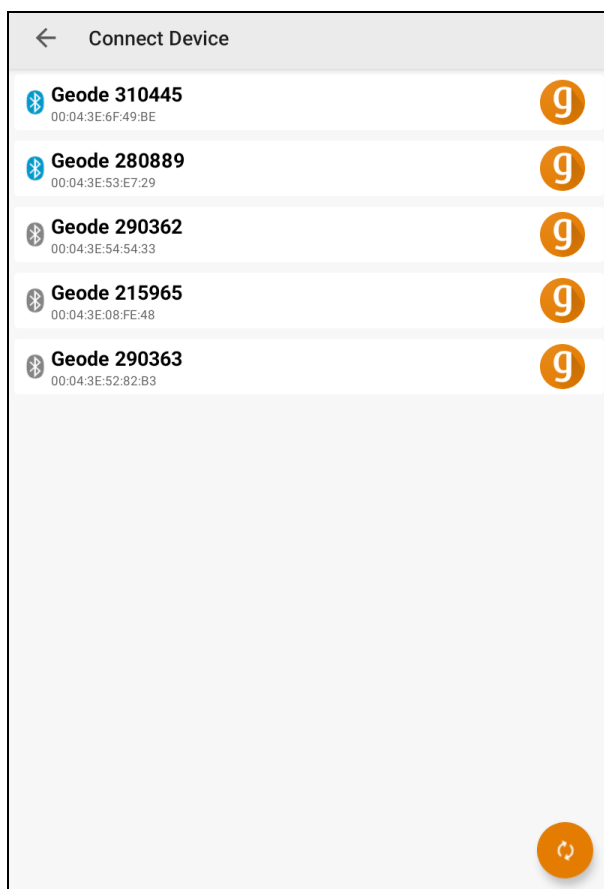 Connect Device
Geode 310445
00:04:3E:6F:49:BE
g
Geode 280889
00:04:3E:53:E7:29
g
Geode 290362
00:04:3E:54:54:33
g
Geode 215965
00:04:3E:08:FE:48
g
Geode 290363
00:04:3E:52:82:B3
g